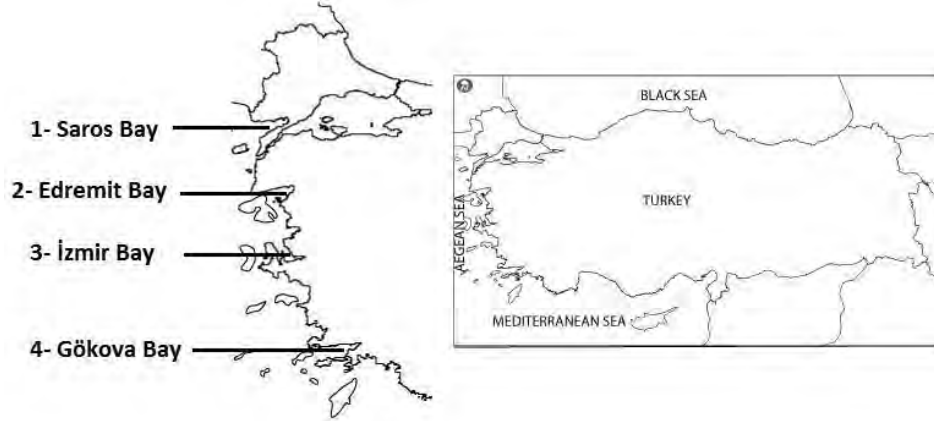 1- Saros Bay
2- Edremit Bay
3- İzmir Bay
4- Gökova Bay
BLACK SEA
TURKEY
AEGEAN SEA
MEDITERRANEAN SEA